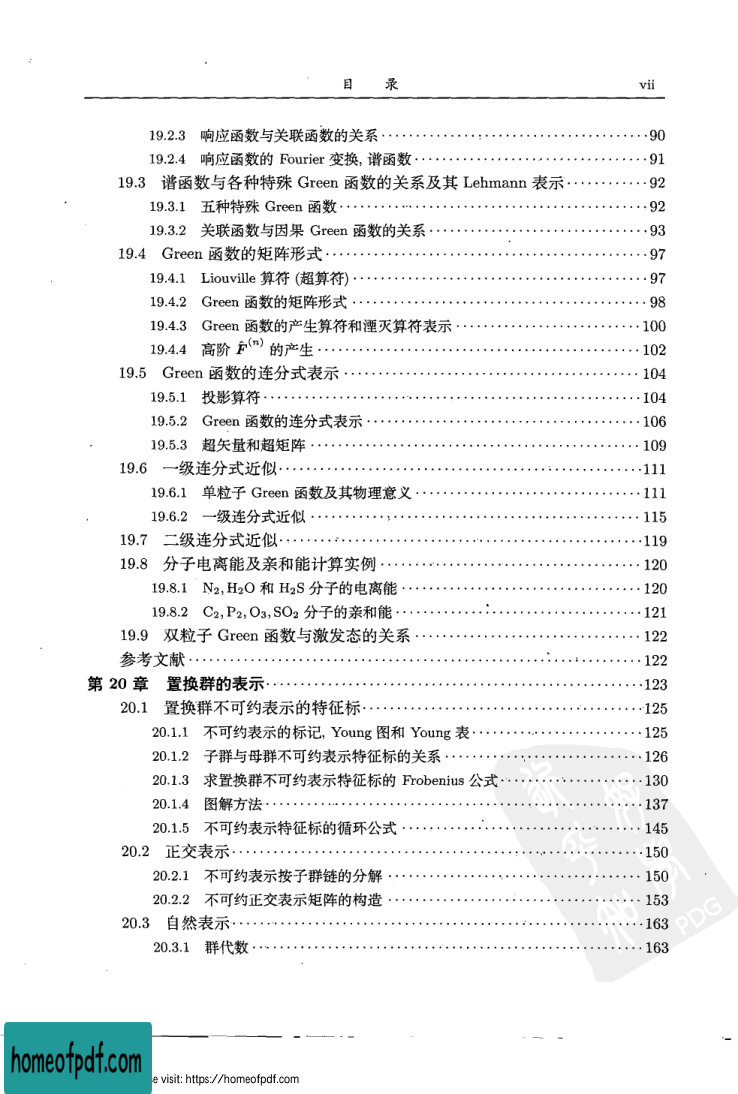 目 录 vii
19.2.3 响应函数与关联函数的关系 90
19.2.4 响应函数的 Fourier 变换, 谱函数 91
19.3 谱函数与各种特殊 Green 函数的关系及其 Lehmann 表示 92
19.3.1 五种特殊 Green 函数 92
19.3.2 关联函数与因果 Green 函数的关系 93
19.4 Green 函数的矩阵形式 97
19.4.1 Liouville 算符 (超算符) 97
19.4.2 Green 函数的矩阵形式 98
19.4.3 Green 函数的产生算符和湮灭算符表示 100
19.4.4 高阶 F̂⁽ⁿ⁾ 的产生 102
19.5 Green 函数的连分式表示 104
19.5.1 投影算符 104
19.5.2 Green 函数的连分式表示 106
19.5.3 超矢量和超矩阵 109
19.6 一级连分式近似 111
19.6.1 单粒子 Green 函数及其物理意义 111
19.6.2 一级连分式近似 115
19.7 二级连分式近似 119
19.8 分子电离能及亲和能计算实例 120
19.8.1 N₂, H₂O 和 H₂S 分子的电离能 120
19.8.2 C₂, P₂, O₃, SO₂ 分子的亲和能 121
19.9 双粒子 Green 函数与激发态的关系 122
参考文献 122
第 20 章 置换群的表示 123
20.1 置换群不可约表示的特征标 125
20.1.1 不可约表示的标记, Young 图和 Young 表 125
20.1.2 子群与母群不可约表示特征标的关系 126
20.1.3 求置换群不可约表示特征标的 Frobenius 公式 130
20.1.4 图解方法 137
20.1.5 不可约表示特征标的循环公式 145
20.2 正交表示 150
20.2.1 不可约表示按子群链的分解 150
20.2.2 不可约正交表示矩阵的构造 153
20.3 自然表示 163
20.3.1 群代数 163
PDG
homeofpdf.com
e visit: https://homeofpdf.com